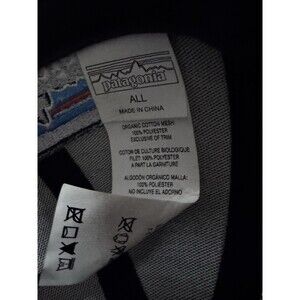 patagonia
ALL
MADE IN CHINA
ORGANIC COTTON MESH:
100% POLYESTER
EXCLUSIVE OF TRIM
COTON DE CULTURE BIOLOGIQUE
FILET: 100% POLYESTER
A PART LA GARNITURE
ALGODÓN ORGÁNICO MALLA:
100% POLIÉSTER
NO INCLUYE EL ADORNO